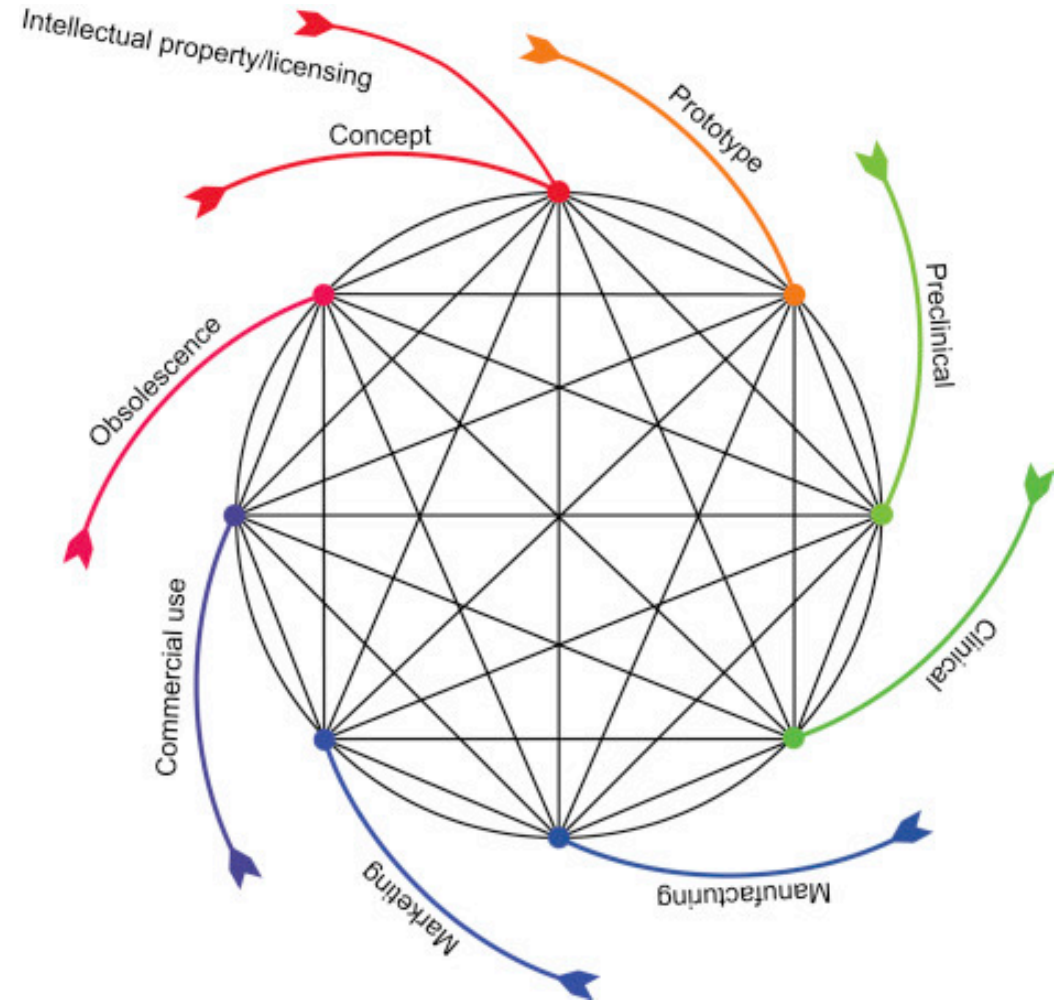 Intellectual property/licensing
Concept
Prototype
Preclinical
Clinical
Manufacturing
Marketing
Commercial use
Obsolescence